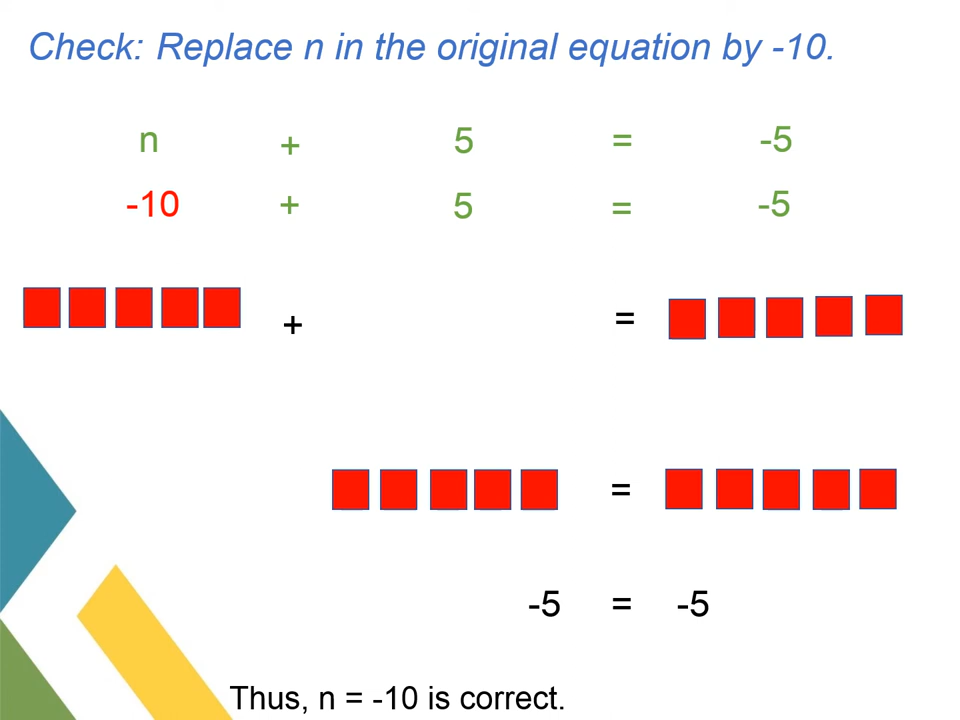 Check: Replace n in the original equation by -10.
n + 5 = -5
-10 + 5 = -5
+ =
=
-5 = -5
Thus, n = -10 is correct.